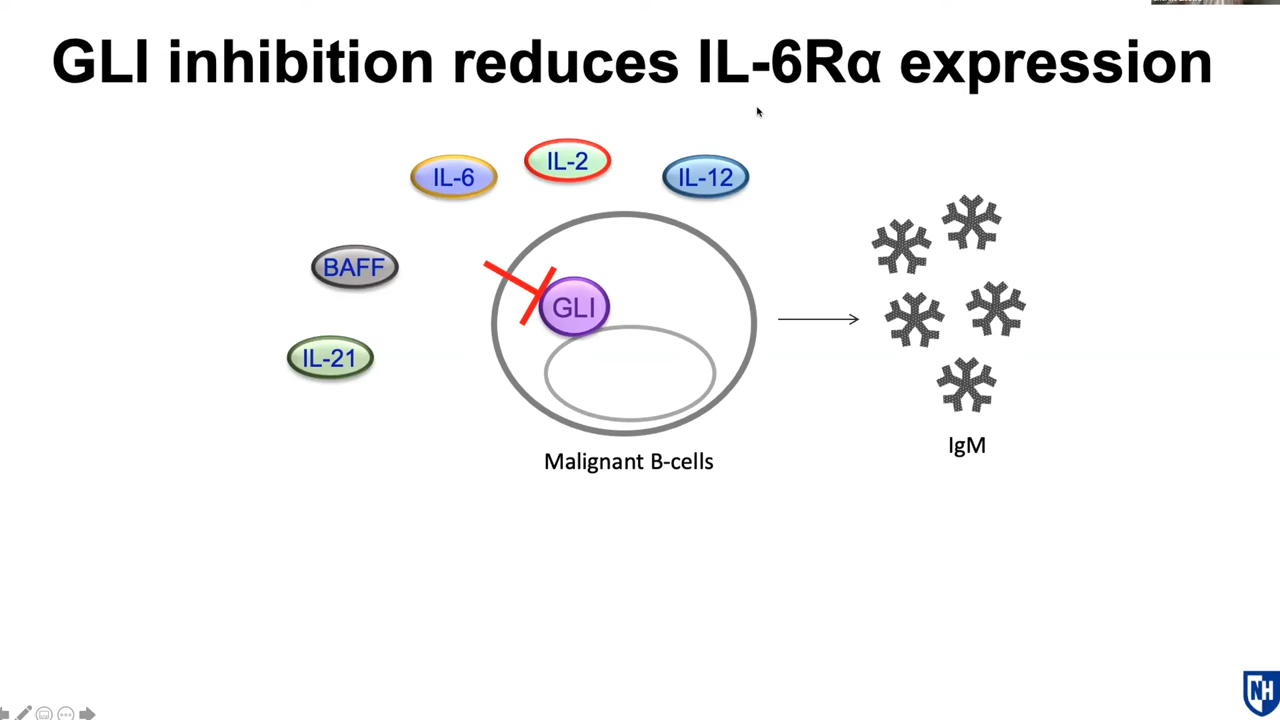 GLI inhibition reduces IL-6Rα expression
IL-6
IL-2
IL-12
BAFF
GLI
IL-21
IgM
Malignant B-cells
NH